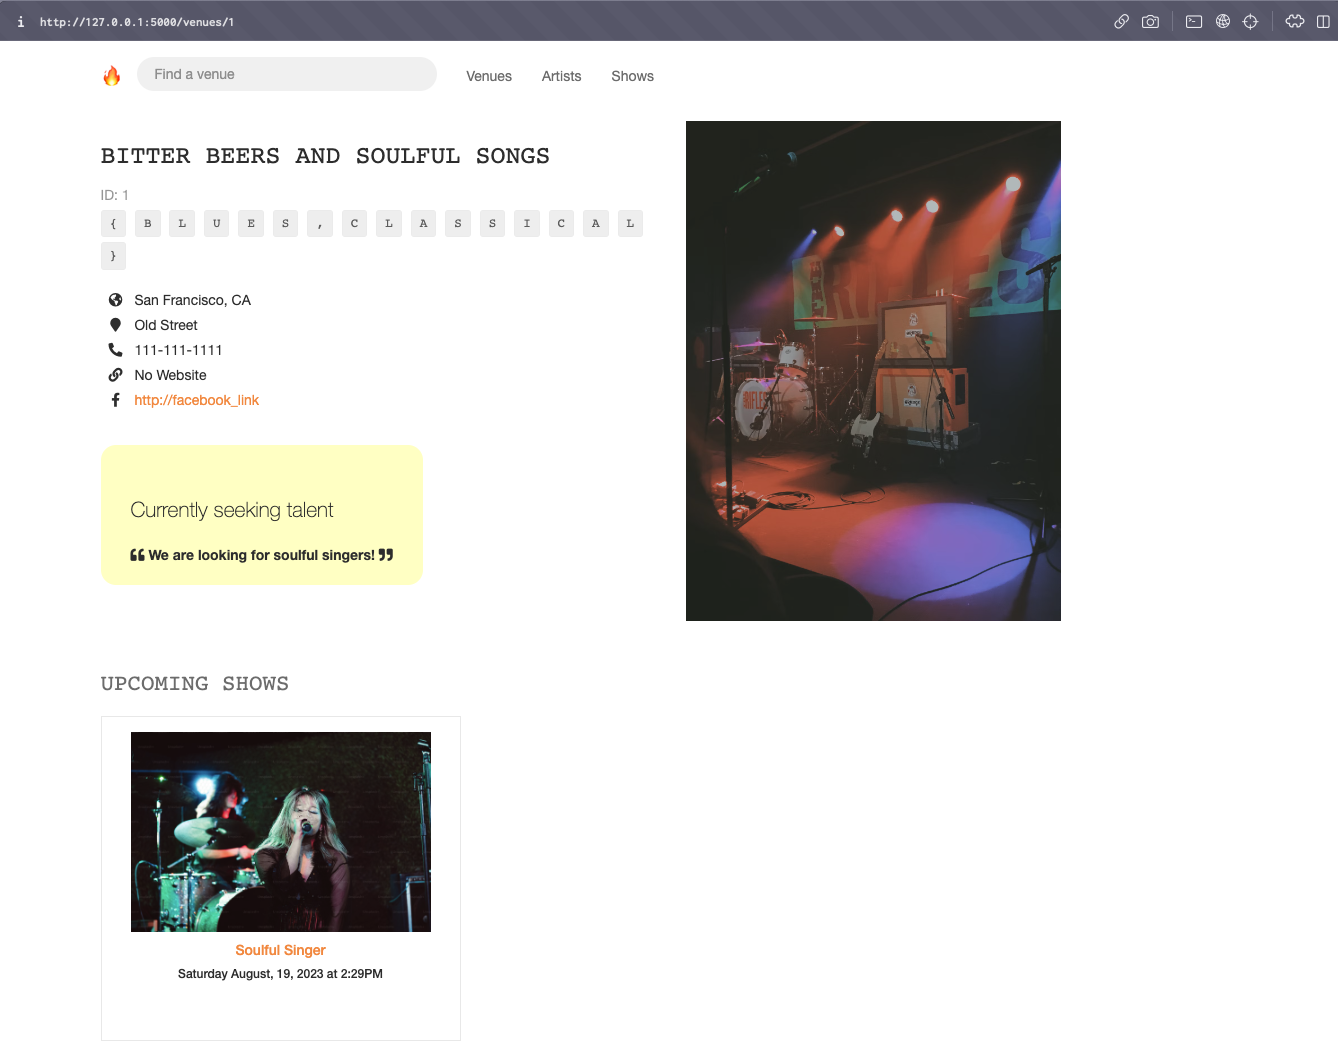 http://127.0.0.1:5000/venues/1
Find a venue
Venues Artists Shows
BITTER BEERS AND SOULFUL SONGS
ID: 1
{ B L U E S , C L A S S I C A L
}
San Francisco, CA
Old Street
111-111-1111
No Website
http://facebook_link
Currently seeking talent
❝ We are looking for soulful singers! ❞
RIFLES
UPCOMING SHOWS
Soulful Singer
Saturday August, 19, 2023 at 2:29PM